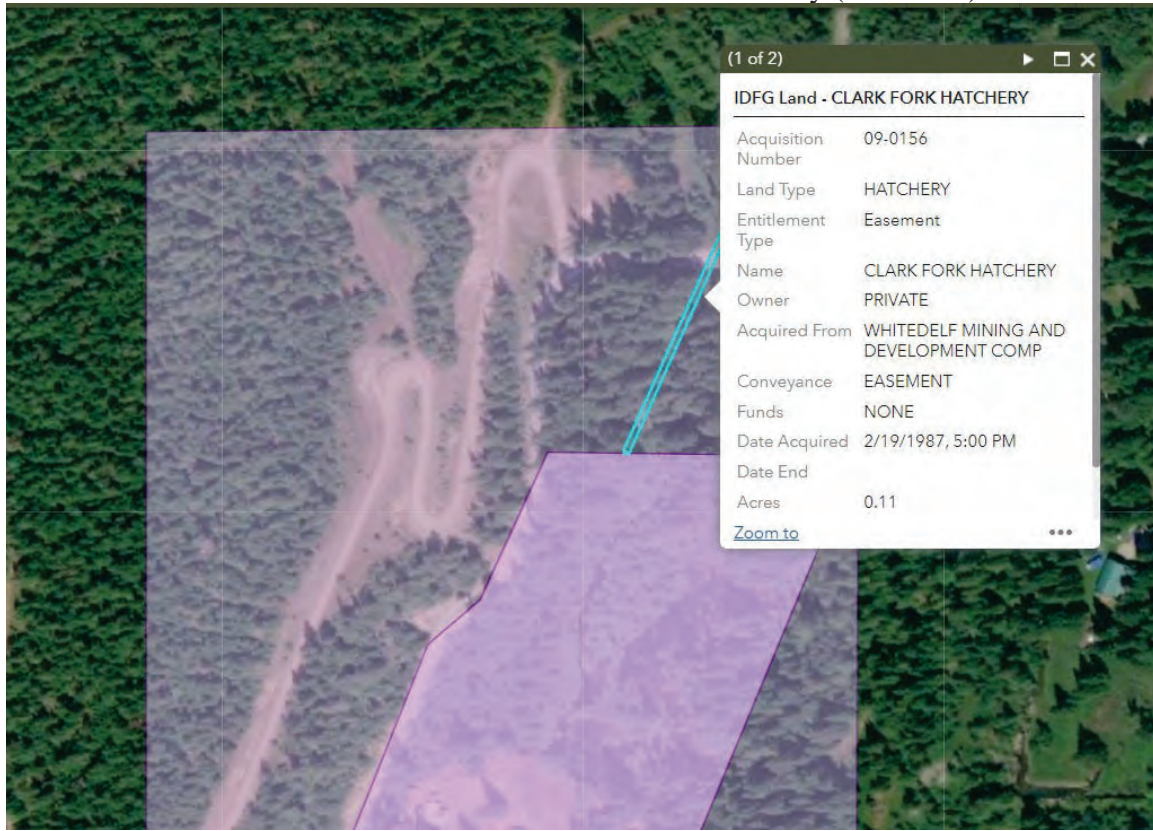 (1 of 2)
IDFG Land - CLARK FORK HATCHERY
Acquisition Number 09-0156
Land Type HATCHERY
Entitlement Type Easement
Name CLARK FORK HATCHERY
Owner PRIVATE
Acquired From WHITEDELF MINING AND
DEVELOPMENT COMP
Conveyance EASEMENT
Funds NONE
Date Acquired 2/19/1987, 5:00 PM
Date End
Acres 0.11
Zoom to